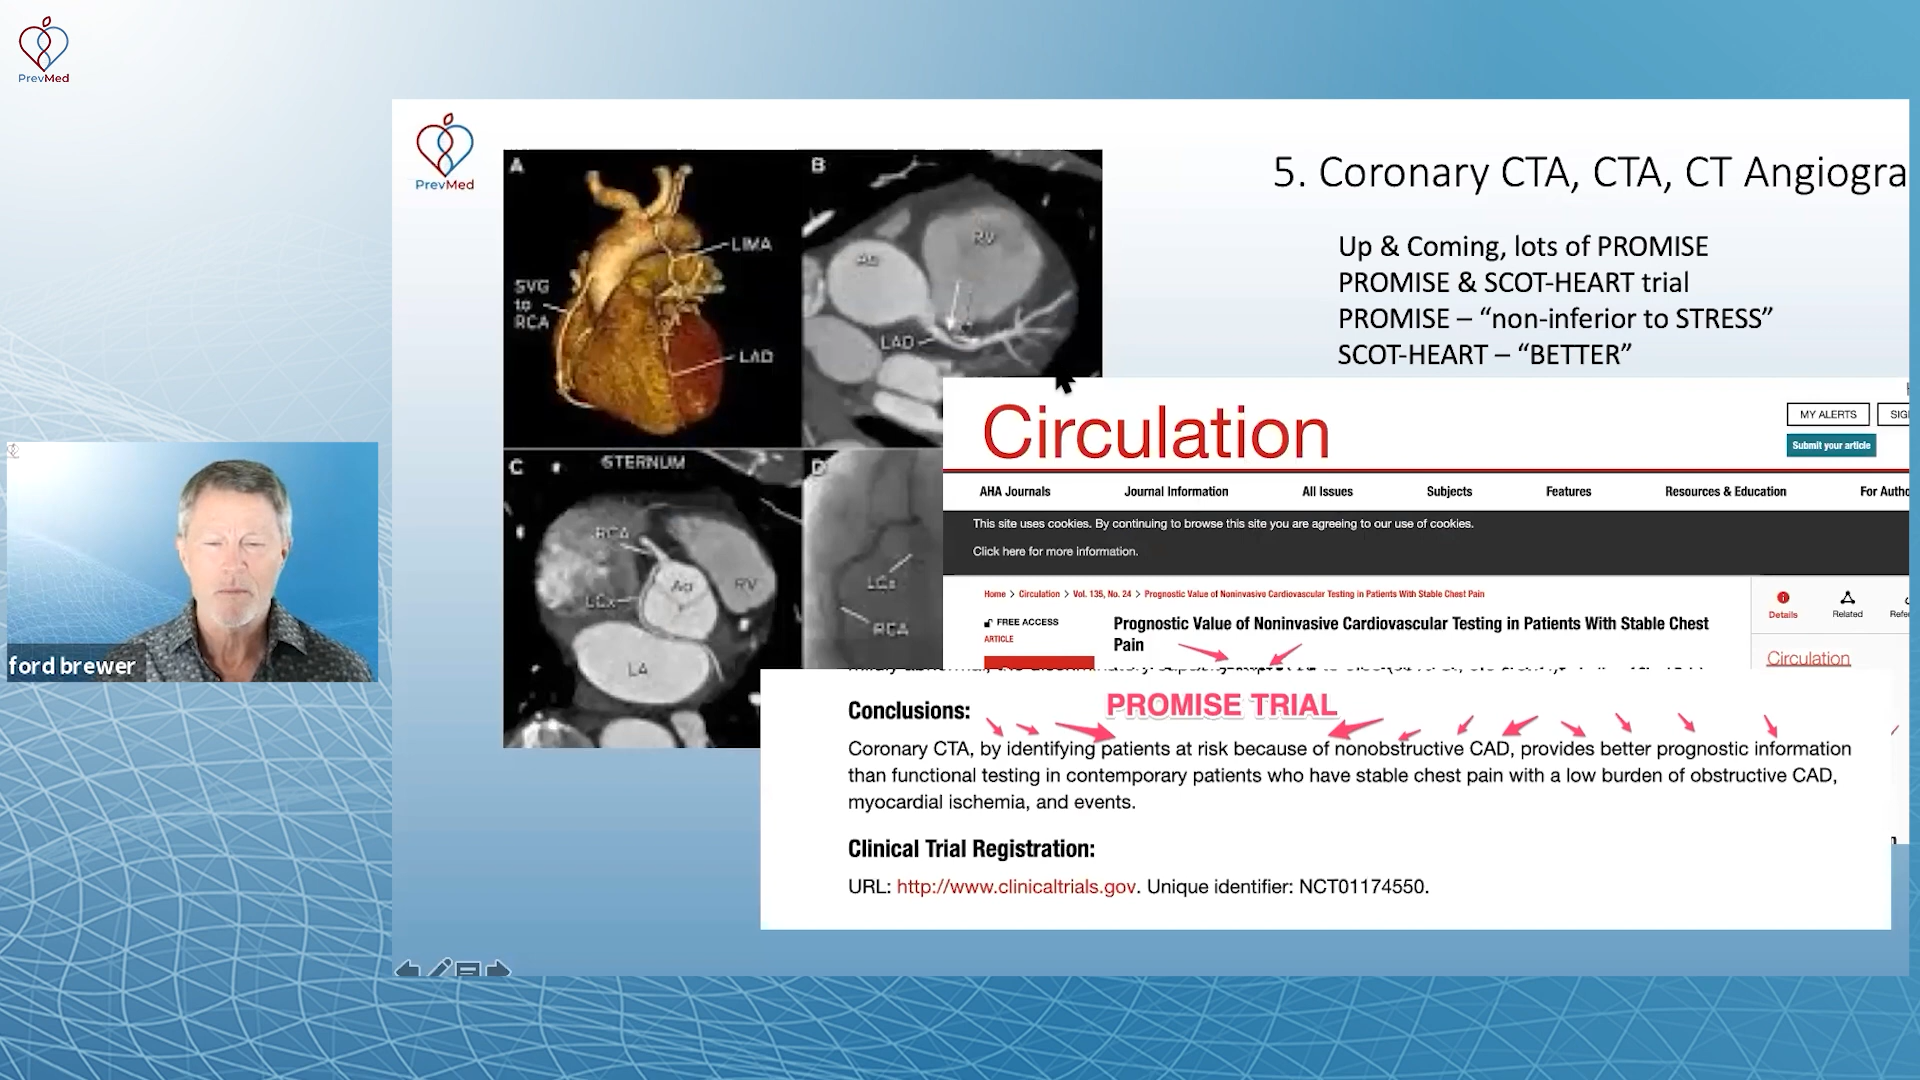 PrevMed
PrevMed
A
B
LIMA
SVG
to
RCA
LAD
Ao
RV
LAD
C
STERNUM
D
RCA
LCx
Ao
RV
LA
LCx
RCA
5. Coronary CTA, CTA, CT Angiogra
Up & Coming, lots of PROMISE
PROMISE & SCOT-HEART trial
PROMISE – “non-inferior to STRESS”
SCOT-HEART – “BETTER”
Circulation
MY ALERTS
SIG
Submit your article
AHA Journals
Journal Information
All Issues
Subjects
Features
Resources & Education
For Autho
This site uses cookies. By continuing to browse this site you are agreeing to our use of cookies.
Click here for more information.
Home > Circulation > Vol. 135, No. 24 > Prognostic Value of Noninvasive Cardiovascular Testing in Patients With Stable Chest Pain
FREE ACCESS
ARTICLE
Prognostic Value of Noninvasive Cardiovascular Testing in Patients With Stable Chest
Pain
Details
Related
Refe
Circulation
PROMISE TRIAL
Conclusions:
Coronary CTA, by identifying patients at risk because of nonobstructive CAD, provides better prognostic information
than functional testing in contemporary patients who have stable chest pain with a low burden of obstructive CAD,
myocardial ischemia, and events.
Clinical Trial Registration:
URL: http://www.clinicaltrials.gov. Unique identifier: NCT01174550.
ford brewer